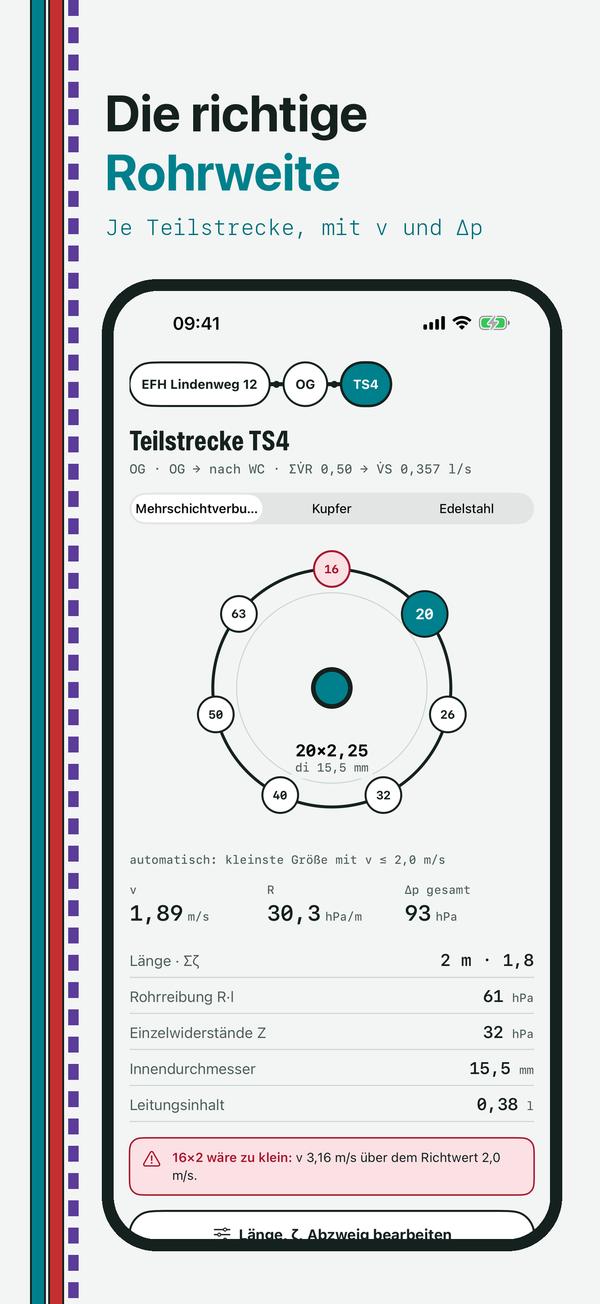 Die richtige
Rohrweite
Je Teilstrecke, mit v und Δp
09:41
EFH Lindenweg 12
OG
TS4
Teilstrecke TS4
OG · OG → nach WC · ΣV̇R 0,50 → V̇S 0,357 l/s
Mehrschichtverbu... Kupfer Edelstahl
16
63
20
50
26
20×2,25
di 15,5 mm
40
32
automatisch: kleinste Größe mit v ≤ 2,0 m/s
v R Δp gesamt
1,89 m/s 30,3 hPa/m 93 hPa
Länge · Σζ 2 m · 1,8
Rohrreibung R·l 61 hPa
Einzelwiderstände Z 32 hPa
Innendurchmesser 15,5 mm
Leitungsinhalt 0,38 l
16×2 wäre zu klein: v 3,16 m/s über dem Richtwert 2,0
m/s.
Länge, ζ, Abzweig bearbeiten